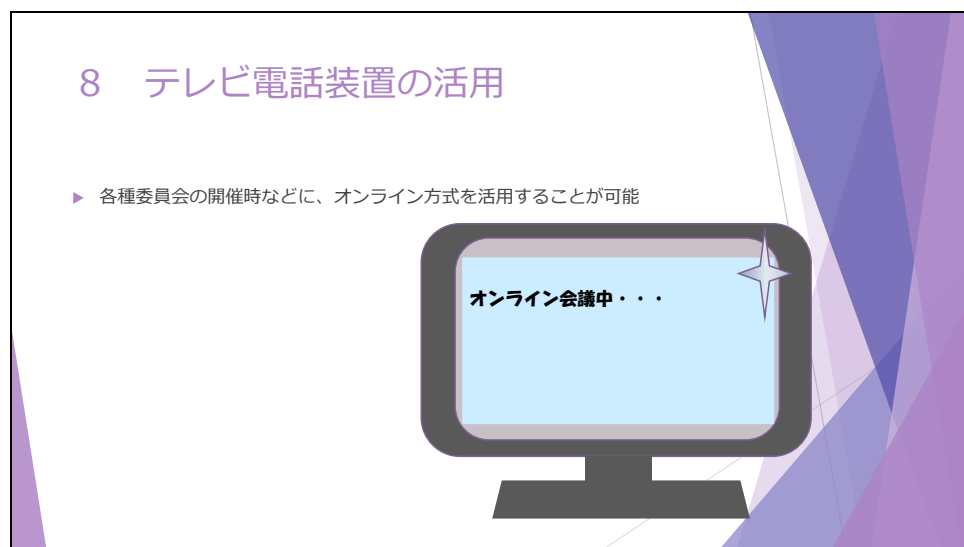 8　テレビ電話装置の活用
▶ 各種委員会の開催時などに、オンライン方式を活用することが可能
オンライン会議中・・・